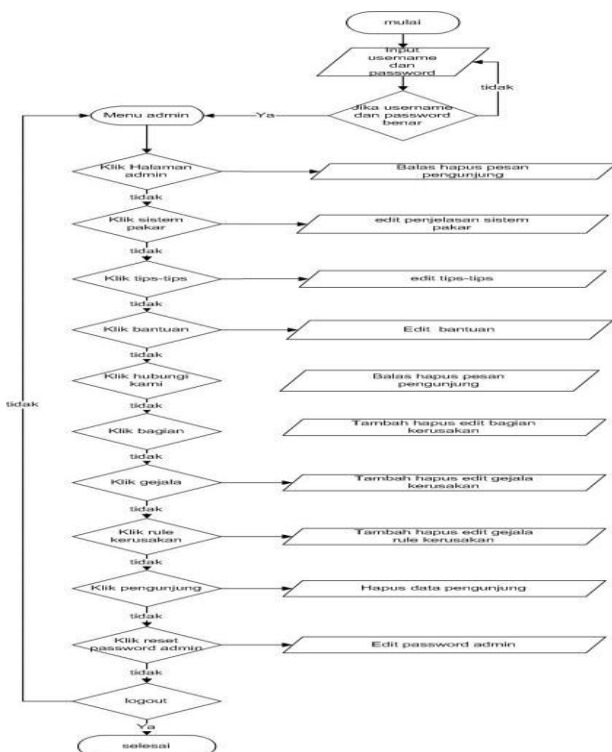 mulai
Input
username
dan
password
tidak
Jika username
dan password
benar
Ya
Menu admin
Klik Halaman
admin
Balas hapus pesan
pengunjung
tidak
Klik sistem
pakar
edit penjelasan sistem
pakar
tidak
Klik tips-tips
edit tips-tips
tidak
Klik bantuan
Edit bantuan
tidak
Klik hubungi
kami
Balas hapus pesan
pengunjung
tidak
tidak
Klik bagian
Tambah hapus edit bagian
kerusakan
tidak
Klik gejala
Tambah hapus edit gejala
kerusakan
tidak
Klik rule
kerusakan
Tambah hapus edit gejala
rule kerusakan
tidak
Klik pengunjung
Hapus data pengunjung
tidak
Klik reset
password admin
Edit password admin
tidak
logout
Ya
selesai